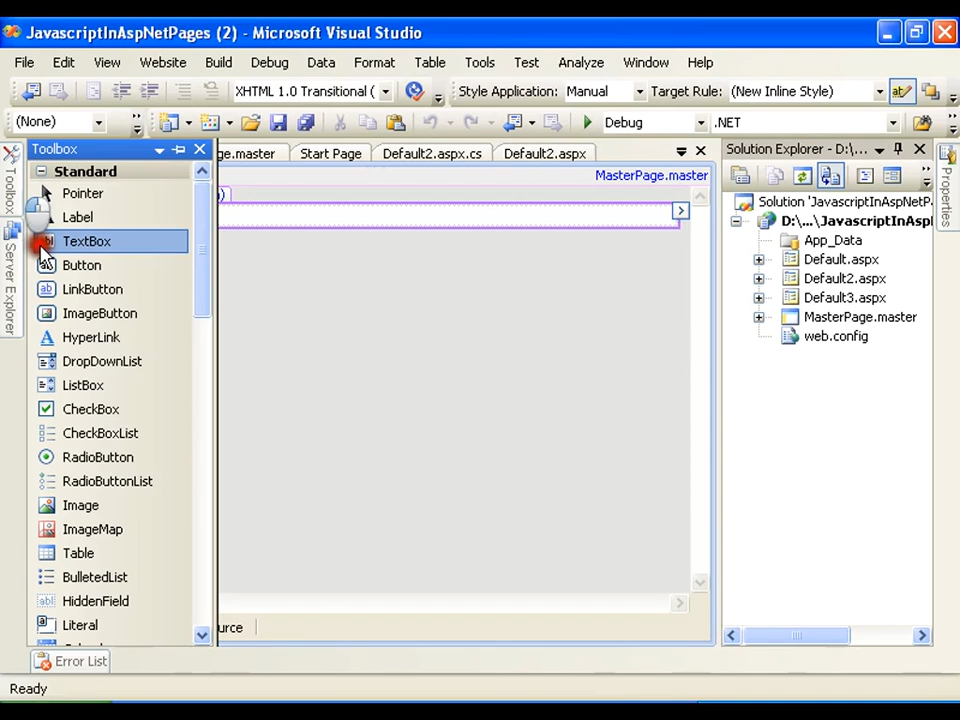 JavascriptInAspNetPages (2) - Microsoft Visual Studio
File Edit View Website Build Debug Data Format Table Tools Test Analyze Window Help
XHTML 1.0 Transitional ( Style Application: Manual Target Rule: (New Inline Style)
(None) Debug .NET
Toolbox ge.master Start Page Default2.aspx.cs Default2.aspx Solution Explorer - D:\...
MasterPage.master
Standard
Pointer
Label
TextBox
Button
LinkButton
ImageButton
HyperLink
DropDownList
ListBox
CheckBox
CheckBoxList
RadioButton
RadioButtonList
Image
ImageMap
Table
BulletedList
HiddenField
Literal
Toolbox
Server Explorer
Solution 'JavascriptInAspNetP
D:\...\JavascriptInAspl
App_Data
Default.aspx
Default2.aspx
Default3.aspx
MasterPage.master
web.config
Properties
urce
Error List
Ready